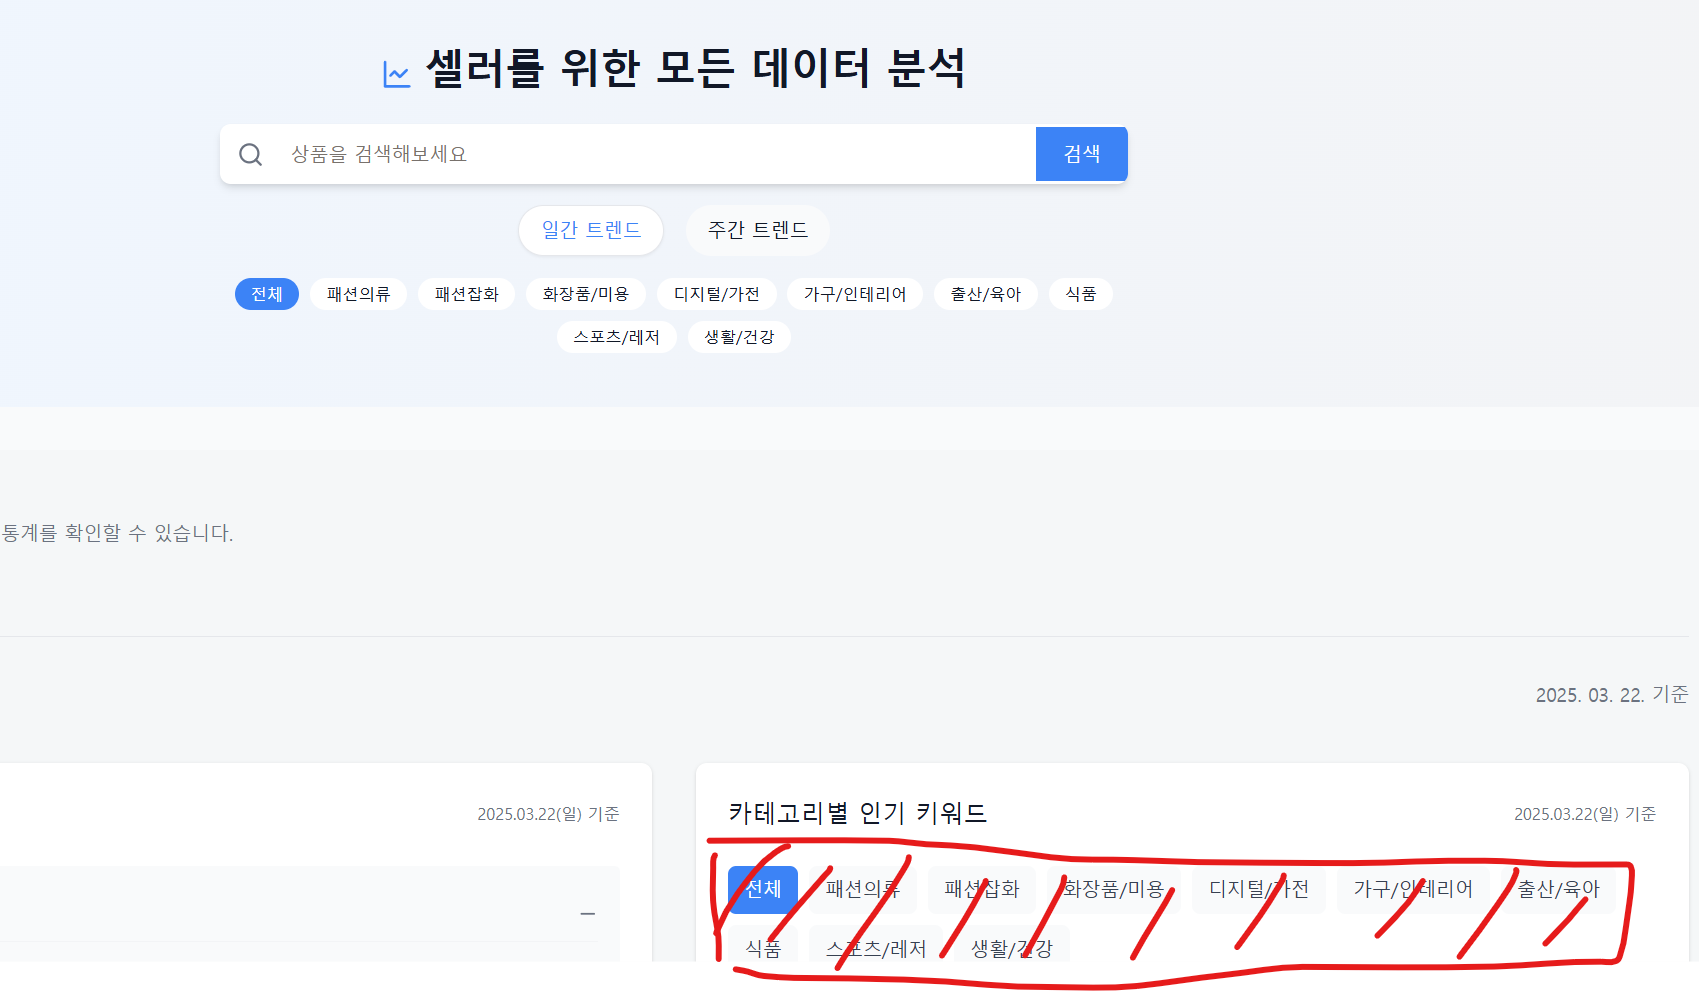 셀러를 위한 모든 데이터 분석
상품을 검색해보세요 검색
일간 트렌드 주간 트렌드
전체 패션의류 패션잡화 화장품/미용 디지털/가전 가구/인테리어 출산/육아 식품
스포츠/레저 생활/건강
통계를 확인할 수 있습니다.
2025. 03. 22. 기준
2025.03.22(일) 기준
카테고리별 인기 키워드 2025.03.22(일) 기준
전체 패션의류 패션잡화 화장품/미용 디지털/가전 가구/인테리어 출산/육아
식품 스포츠/레저 생활/건강